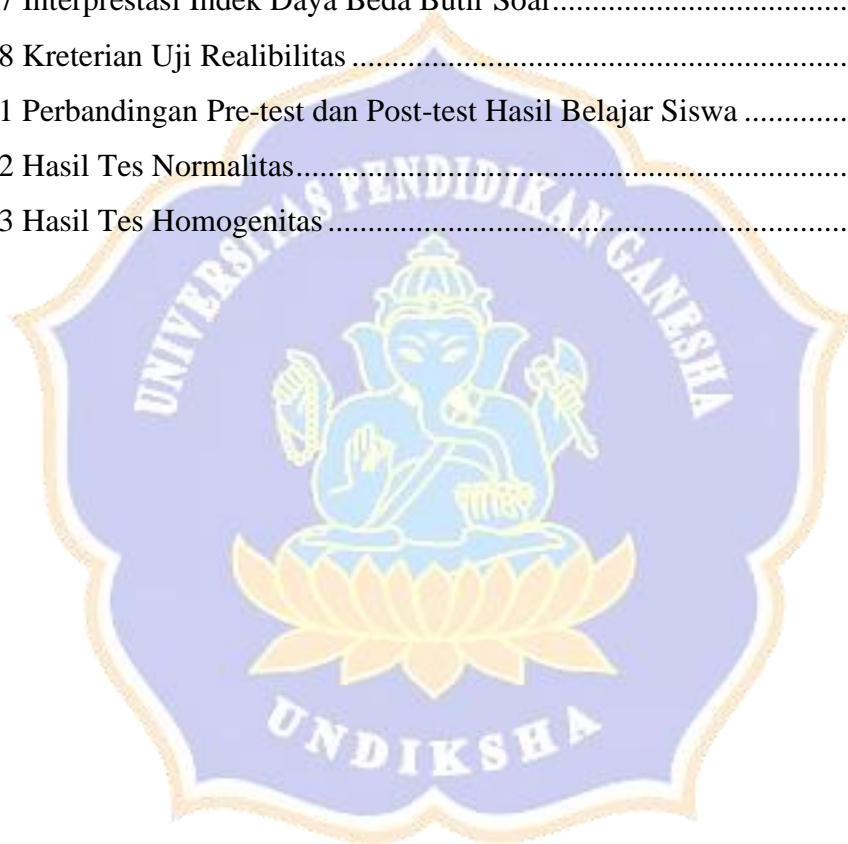 7 Interprestasi Indek Daya Beda Butir Soal....................................
8 Kreterian Uji Realibilitas ................................................................
1 Perbandingan Pre-test dan Post-test Hasil Belajar Siswa .............
2 Hasil Tes Normalitas.......................................................................
3 Hasil Tes Homogenitas ...................................................................
UNIVERSITAS PENDIDIKAN GANESHA
UNDIKSHA